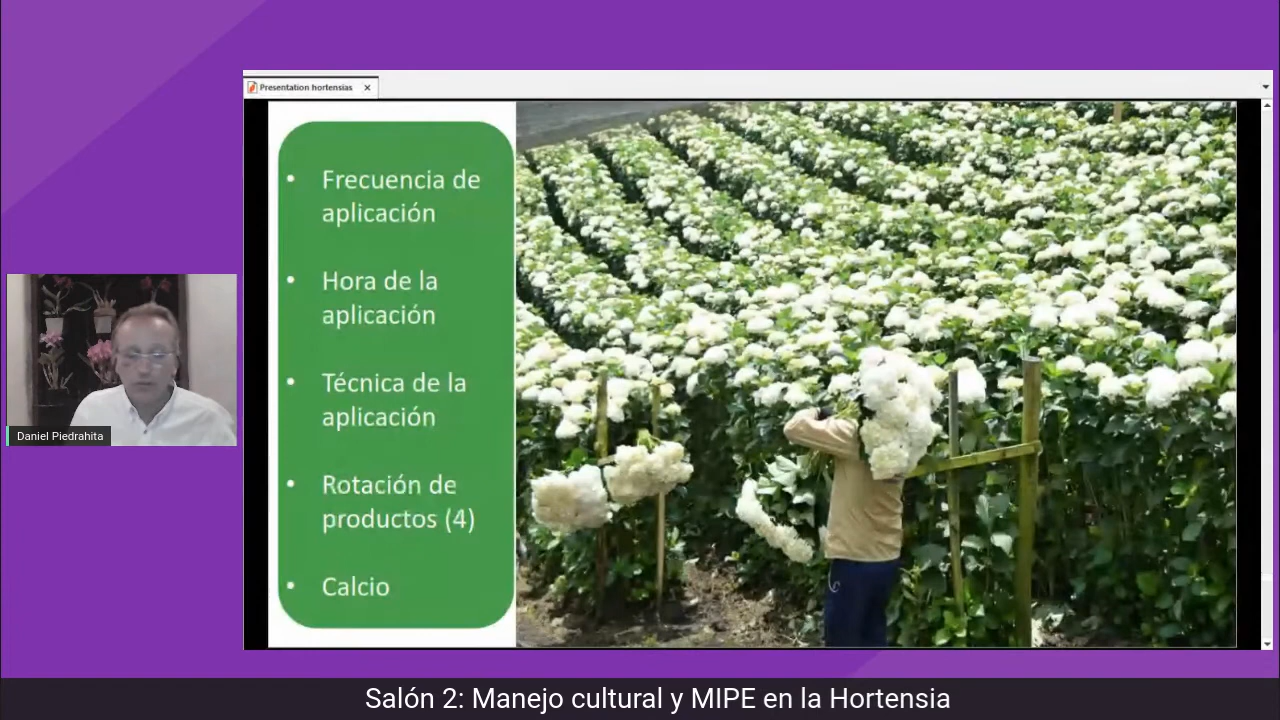 Presentation hortensias
• Frecuencia de
aplicación
• Hora de la
aplicación
• Técnica de la
aplicación
• Rotación de
productos (4)
• Calcio
Daniel Piedrahita
Salón 2: Manejo cultural y MIPE en la Hortensia